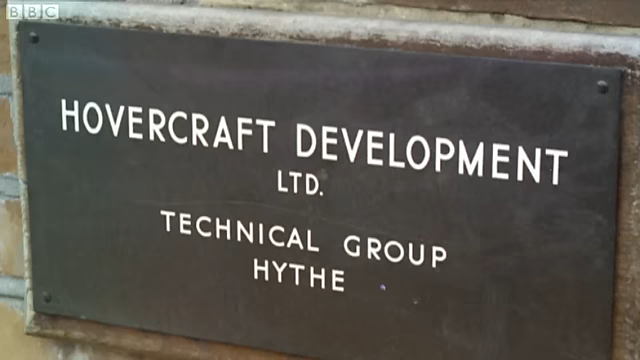 BBC
HOVERCRAFT DEVELOPMENT
LTD.
TECHNICAL GROUP
HYTHE